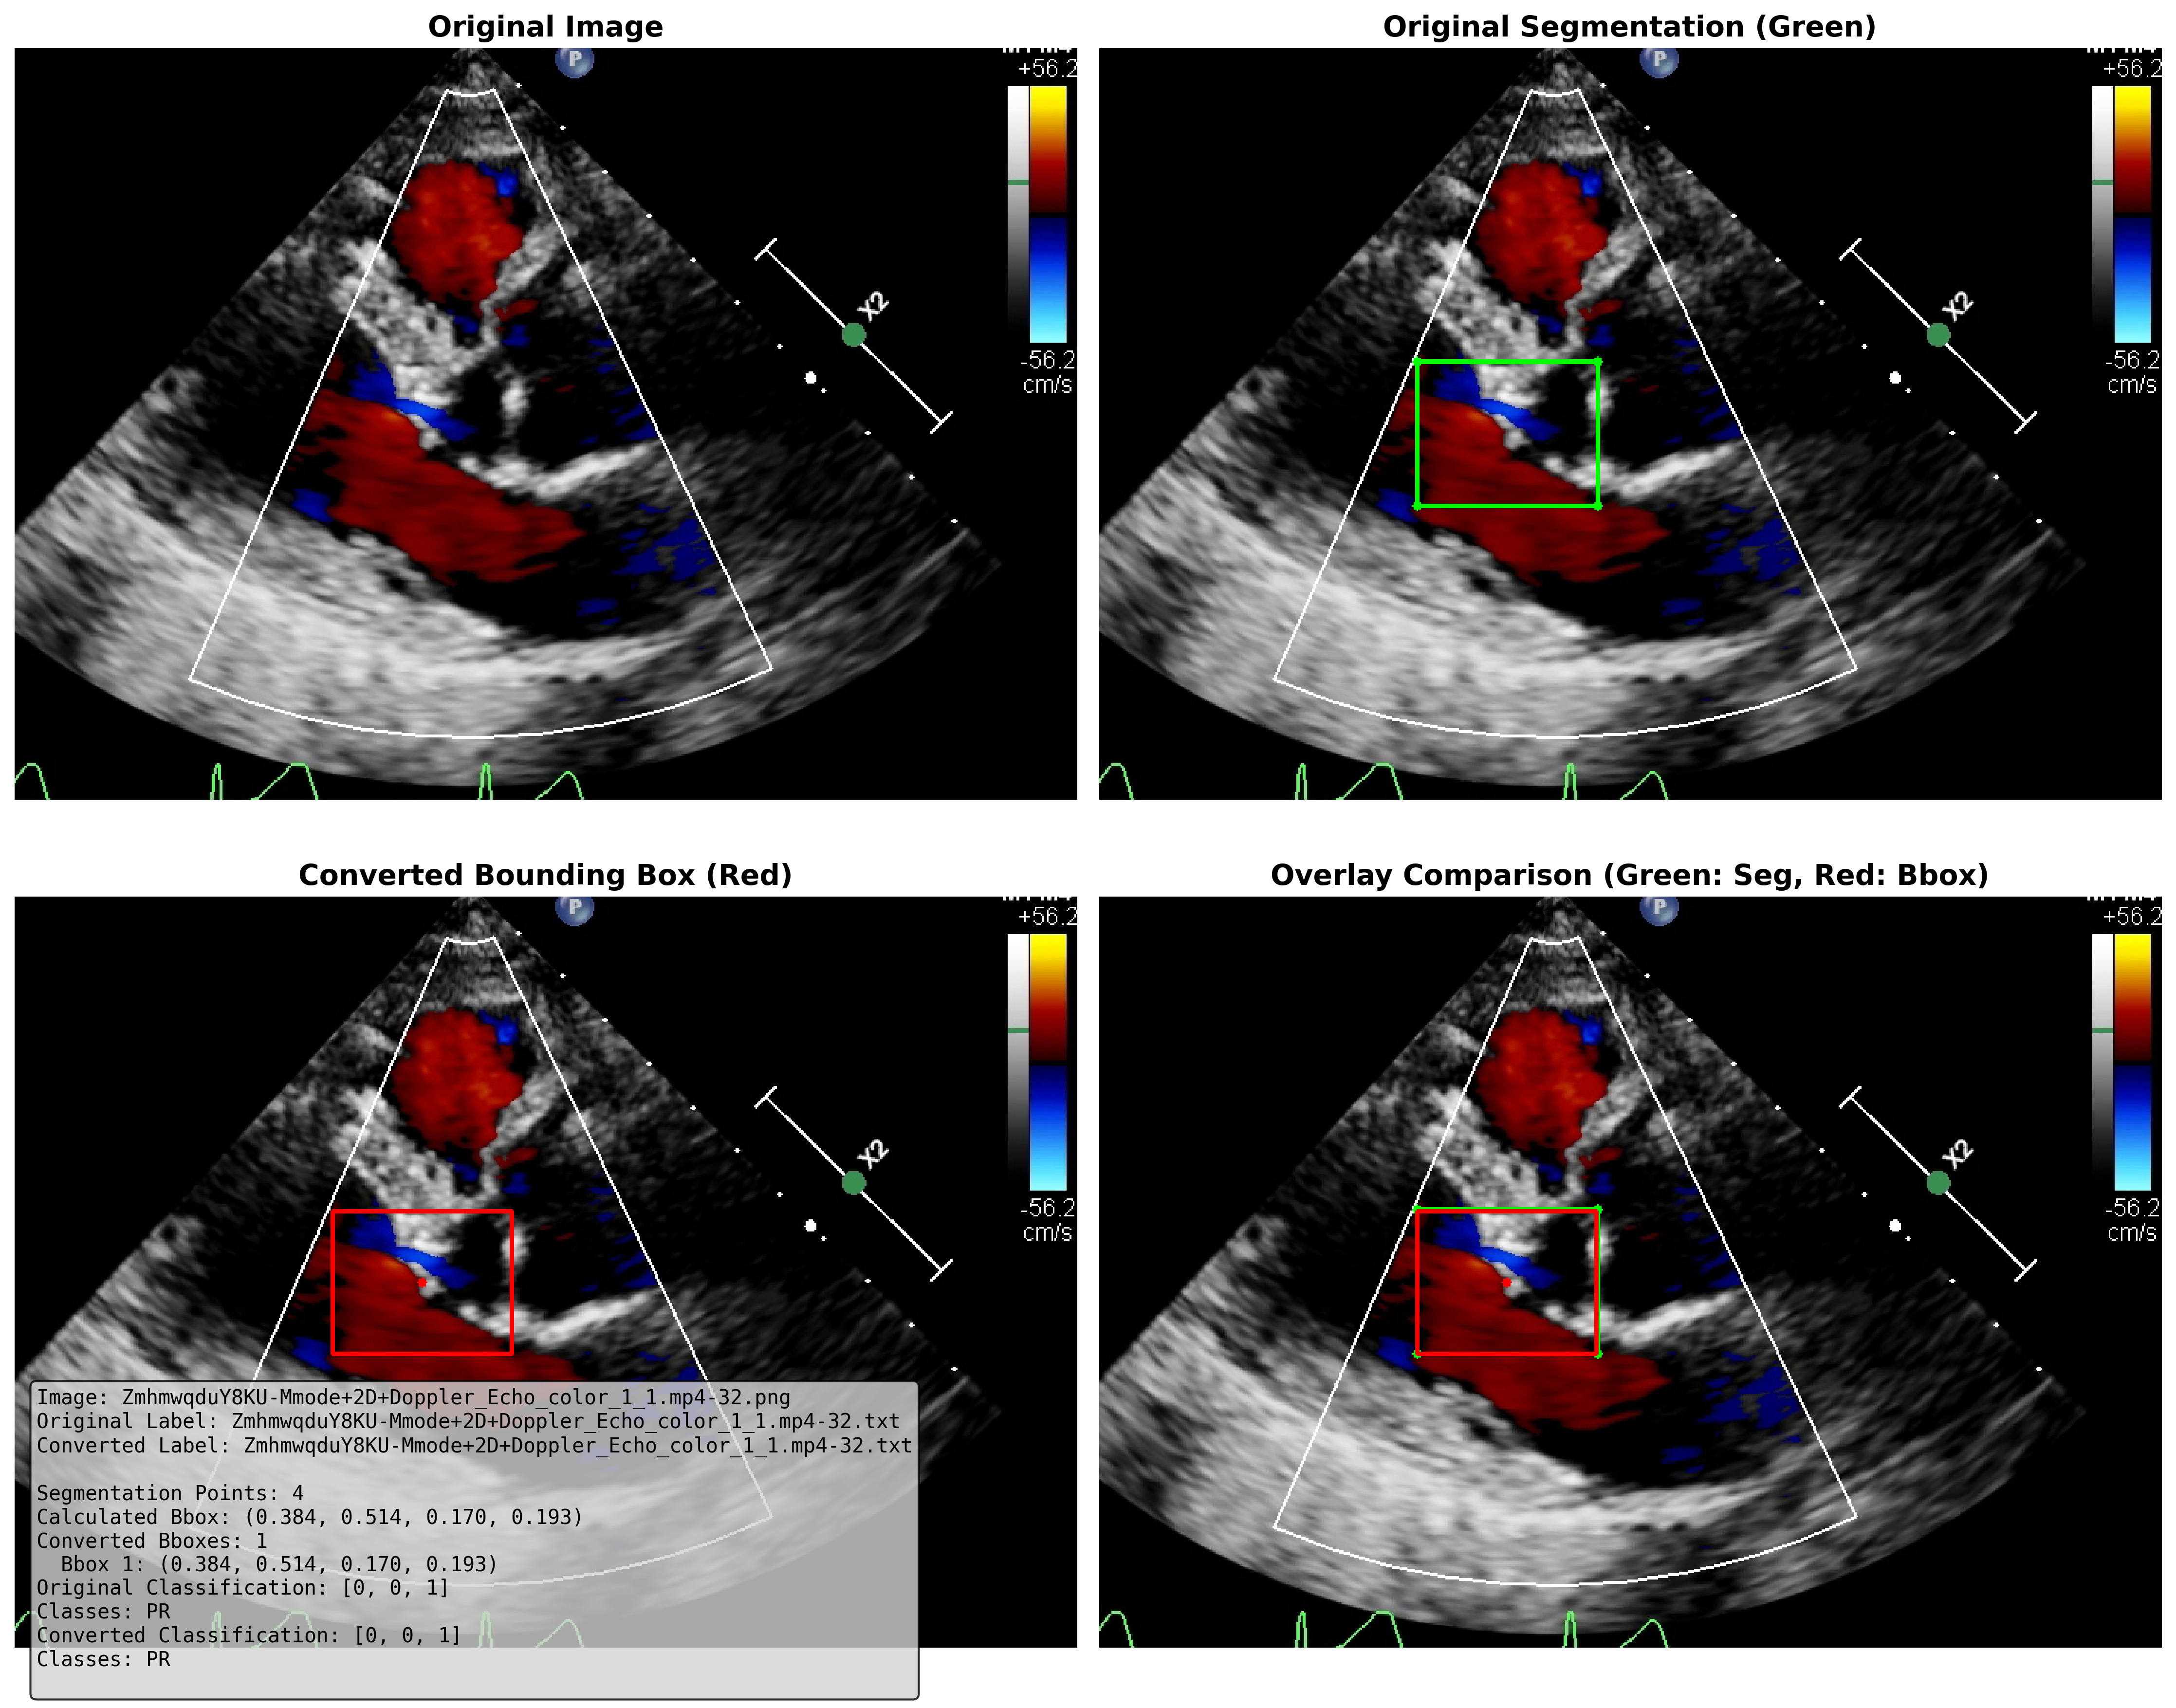 Original Image
P
+56.2
-56.2
cm/s
X2
Original Segmentation (Green)
P
+56.2
-56.2
cm/s
X2
Converted Bounding Box (Red)
P
+56.2
-56.2
cm/s
X2
Image: ZmhmwqduY8KU-Mmode+2D+Doppler_Echo_color_1_1.mp4-32.png
Original Label: ZmhmwqduY8KU-Mmode+2D+Doppler_Echo_color_1_1.mp4-32.txt
Converted Label: ZmhmwqduY8KU-Mmode+2D+Doppler_Echo_color_1_1.mp4-32.txt
Segmentation Points: 4
Calculated Bbox: (0.384, 0.514, 0.170, 0.193)
Converted Bboxes: 1
Bbox 1: (0.384, 0.514, 0.170, 0.193)
Original Classification: [0, 0, 1]
Classes: PR
Converted Classification: [0, 0, 1]
Classes: PR
Overlay Comparison (Green: Seg, Red: Bbox)
P
+56.2
-56.2
cm/s
X2